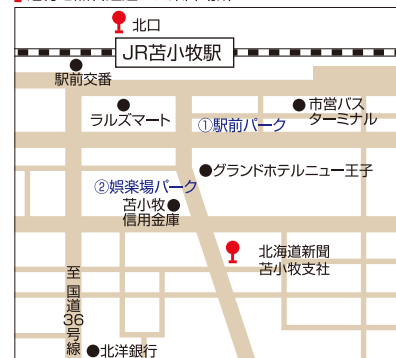 北口
JR苫小牧駅
駅前交番
ラルズマート
市営バス
ターミナル
①駅前パーク
グランドホテルニュー王子
②娯楽場パーク
苫小牧
信用金庫
北海道新聞
苫小牧支社
至国道36号線
北洋銀行